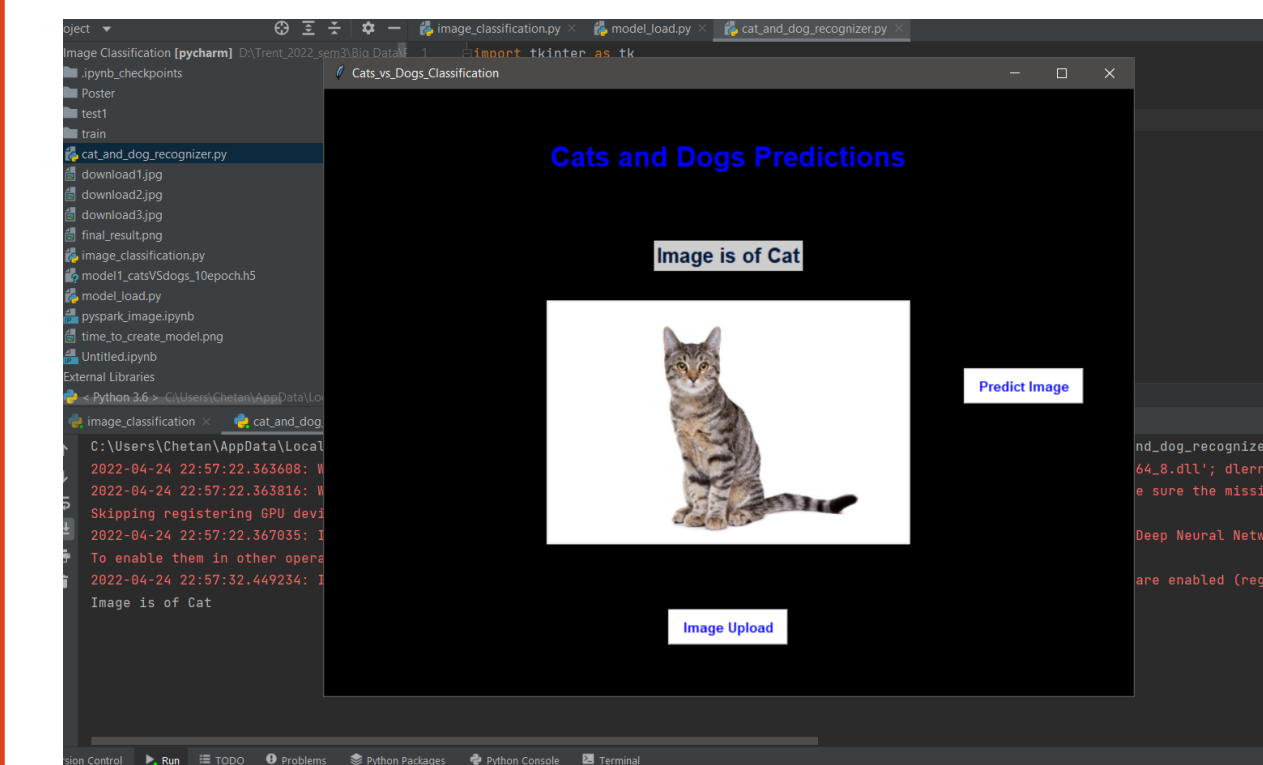 oject
image_classification.py
model_load.py
cat_and_dog_recognizer.py
Image Classification [pycharm] D:\Trent_2022_sem3\Big Data\
1 import tkinter as tk
.ipynb_checkpoints
Cats_vs_Dogs_Classification
Poster
test1
train
cat_and_dog_recognizer.py
Cats and Dogs Predictions
download1.jpg
download2.jpg
download3.jpg
final_result.png
image_classification.py
Image is of Cat
model1_catsVSdogs_10epoch.h5
model_load.py
pyspark_image.ipynb
time_to_create_model.png
Untitled.ipynb
External Libraries
Predict Image
< Python 3.6 > C:\Users\Chetan\AppData\Lo
image_classification
cat_and_dog
C:\Users\Chetan\AppData\Local
nd_dog_recognize
2022-04-24 22:57:22.363608: W
64_8.dll'; dlerr
2022-04-24 22:57:22.363816: W
e sure the missi
Skipping registering GPU devi
2022-04-24 22:57:22.367035: I
Deep Neural Netw
To enable them in other opera
2022-04-24 22:57:32.449234: I
are enabled (reg
Image is of Cat
Image Upload
rsion Control Run TODO Problems Python Packages Python Console Terminal